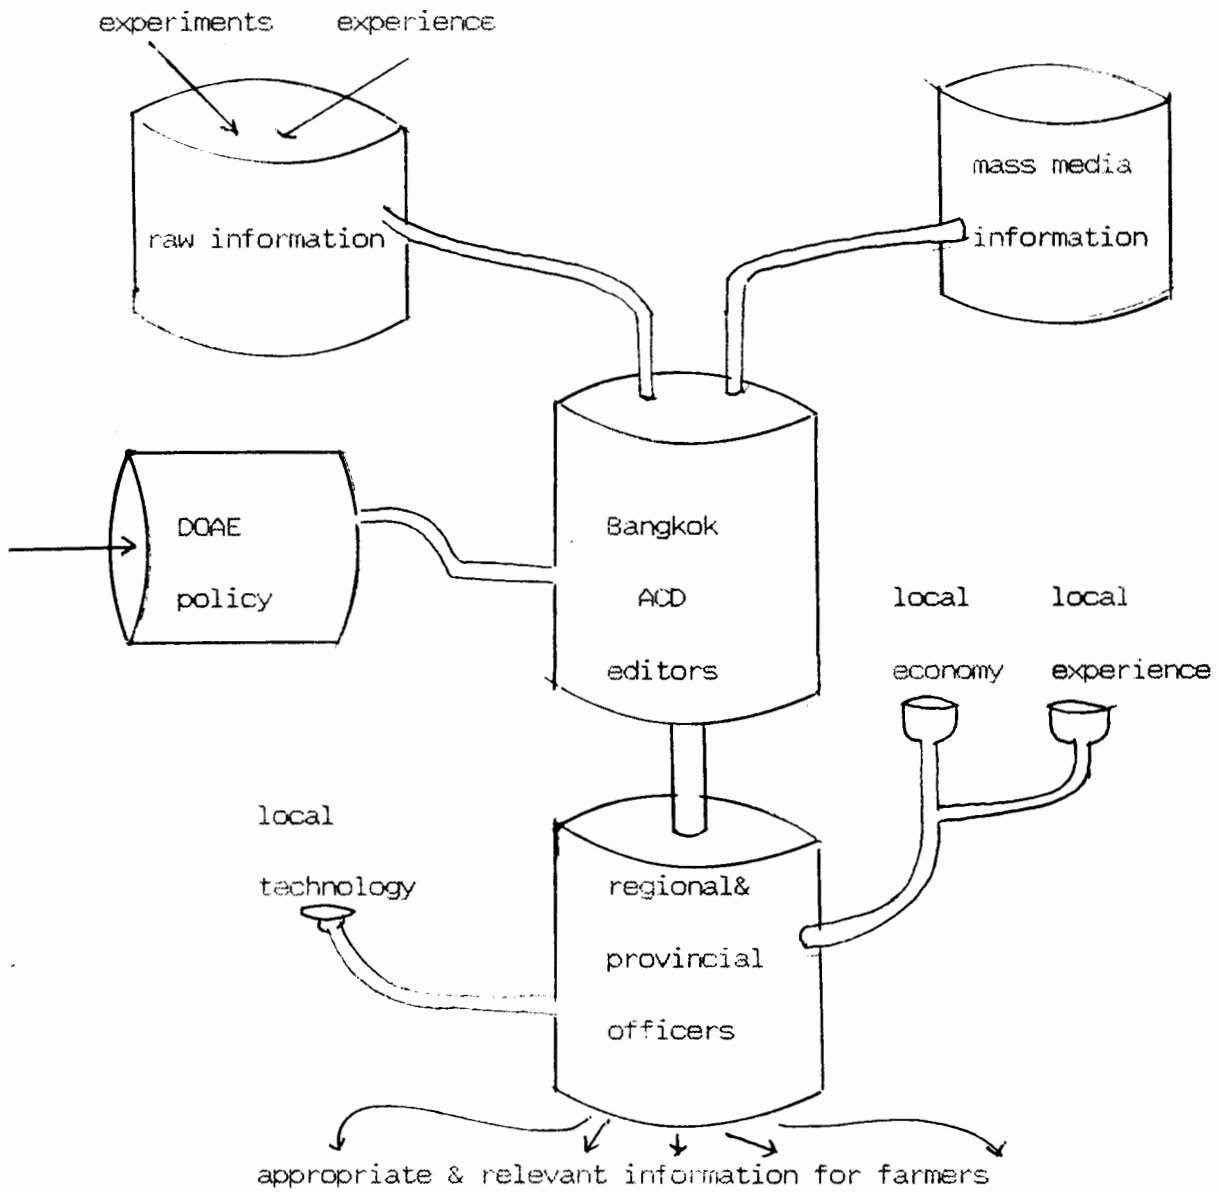 experiments experience
mass media
raw information
information
DOAE
policy
Bangkok
ACD
editors
local local
economy experience
local
technology
regional&
provincial
officers
appropriate & relevant information for farmers